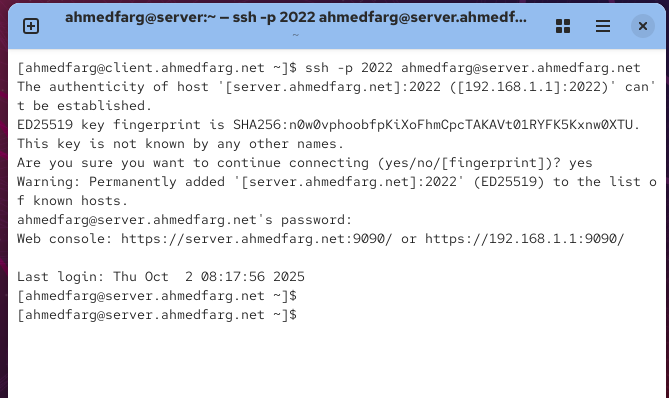 ahmedfarg@server:~ — ssh -p 2022 ahmedfarg@server.ahmedf...
~
[ahmedfarg@client.ahmedfarg.net ~]$ ssh -p 2022 ahmedfarg@server.ahmedfarg.net
The authenticity of host '[server.ahmedfarg.net]:2022 ([192.168.1.1]:2022)' can'
t be established.
ED25519 key fingerprint is SHA256:n0w0vphoobfpKiXoFhmCpcTAKAVt01RYFK5Kxnw0XTU.
This key is not known by any other names.
Are you sure you want to continue connecting (yes/no/[fingerprint])? yes
Warning: Permanently added '[server.ahmedfarg.net]:2022' (ED25519) to the list o
f known hosts.
ahmedfarg@server.ahmedfarg.net's password:
Web console: https://server.ahmedfarg.net:9090/ or https://192.168.1.1:9090/
Last login: Thu Oct  2 08:17:56 2025
[ahmedfarg@server.ahmedfarg.net ~]$
[ahmedfarg@server.ahmedfarg.net ~]$